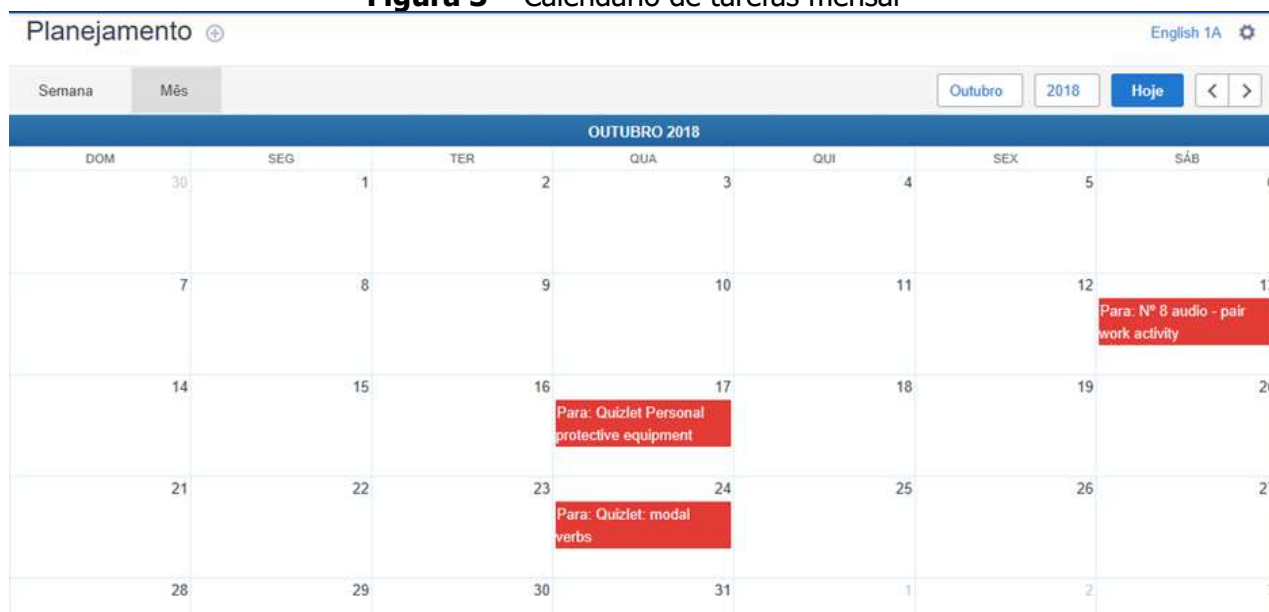 Figura 3 – Calendário de tarefas mensal
Planejamento
English 1A
Semana Mês Outubro 2018 Hoje
OUTUBRO 2018
DOM SEG TER QUA QUI SEX SÁB
30 1 2 3 4 5
7 8 9 10 11 12
Para: Nº 8 audio - pair
work activity
14 15 16 17 18 19
Para: Quizlet Personal
protective equipment
21 22 23 24 25 26
Para: Quizlet: modal
verbs
28 29 30 31 1 2